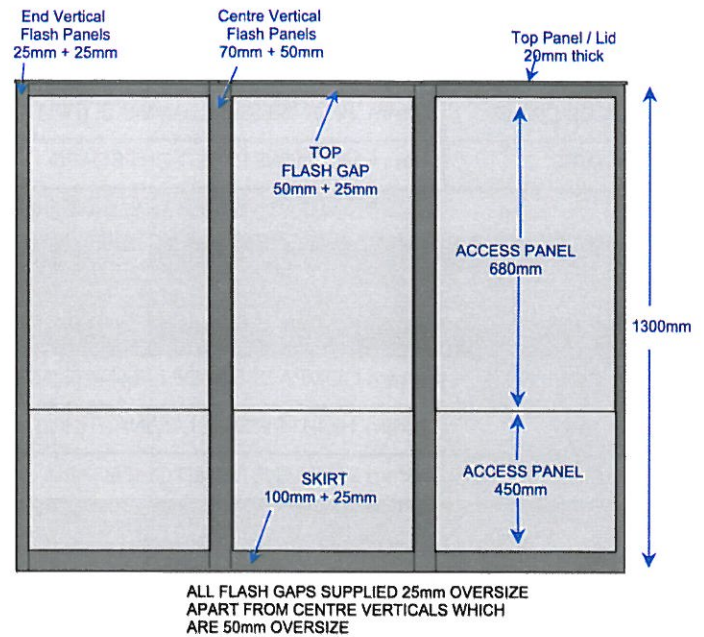 End Vertical
Flash Panels
25mm + 25mm
Centre Vertical
Flash Panels
70mm + 50mm
Top Panel / Lid
20mm thick
TOP
FLASH GAP
50mm + 25mm
ACCESS PANEL
680mm
1300mm
ACCESS PANEL
450mm
SKIRT
100mm + 25mm
ALL FLASH GAPS SUPPLIED 25mm OVERSIZE
APART FROM CENTRE VERTICALS WHICH
ARE 50mm OVERSIZE